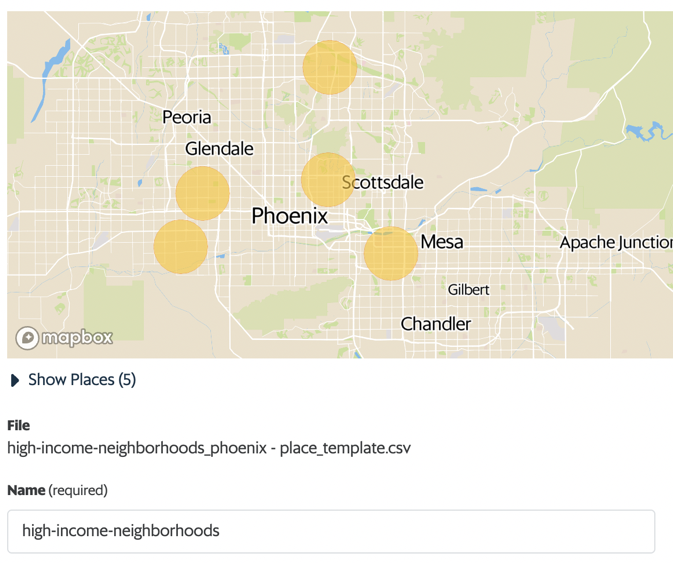 Peoria
Glendale
Scottsdale
Phoenix
Mesa
Apache Junction
Gilbert
Chandler
mapbox
Show Places (5)
File
high-income-neighborhoods_phoenix - place_template.csv
Name (required)
high-income-neighborhoods